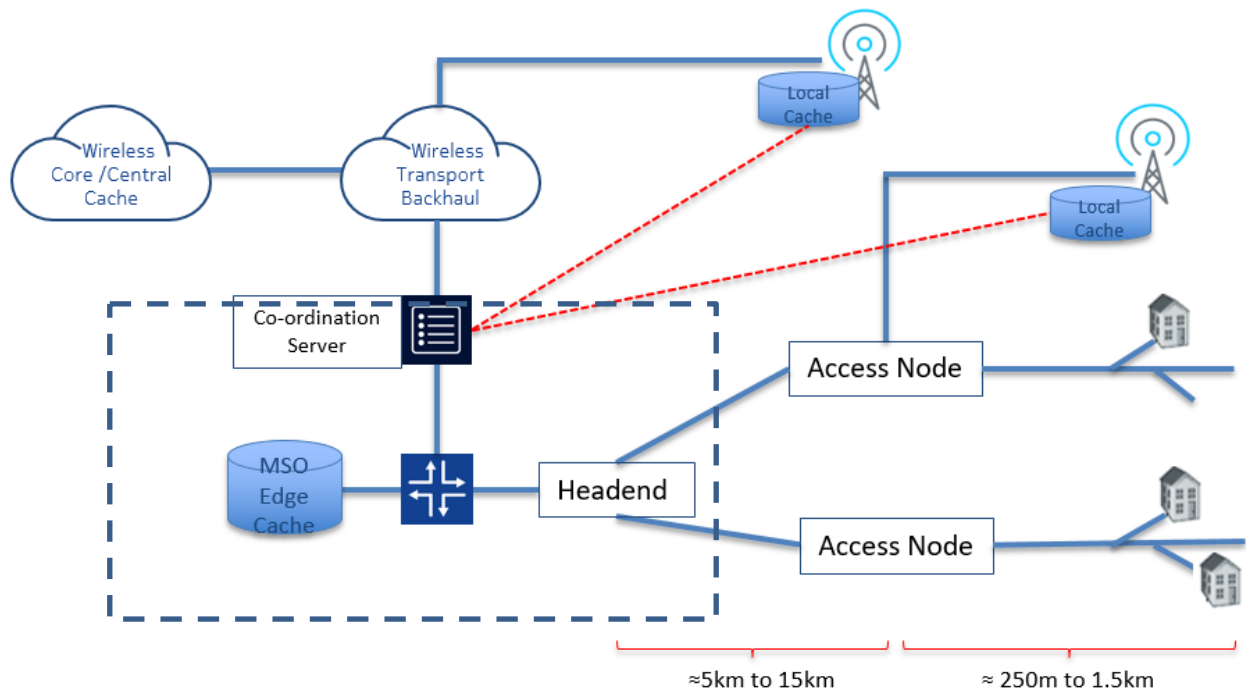 Local
Cache
Wireless
Core /Central
Cache
Wireless
Transport
Backhaul
Local
Cache
Co-ordination
Server
Access Node
MSO
Edge
Cache
Headend
Access Node
≈5km to 15km
≈ 250m to 1.5km